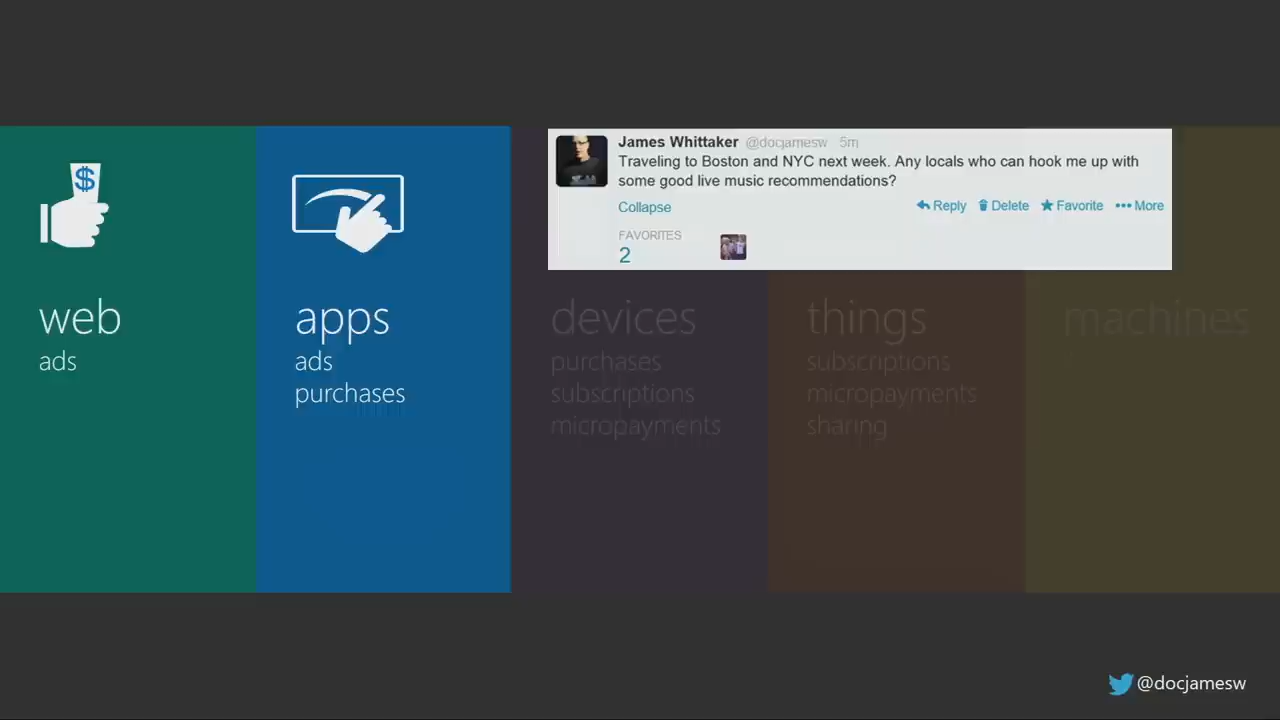 James Whittaker @docjamesw 5m
Traveling to Boston and NYC next week. Any locals who can hook me up with
some good live music recommendations?
Collapse
Reply Delete Favorite More
FAVORITES
2
$
web
ads
apps
ads
purchases
devices
purchases
subscriptions
micropayments
things
subscriptions
micropayments
sharing
machines
@docjamesw